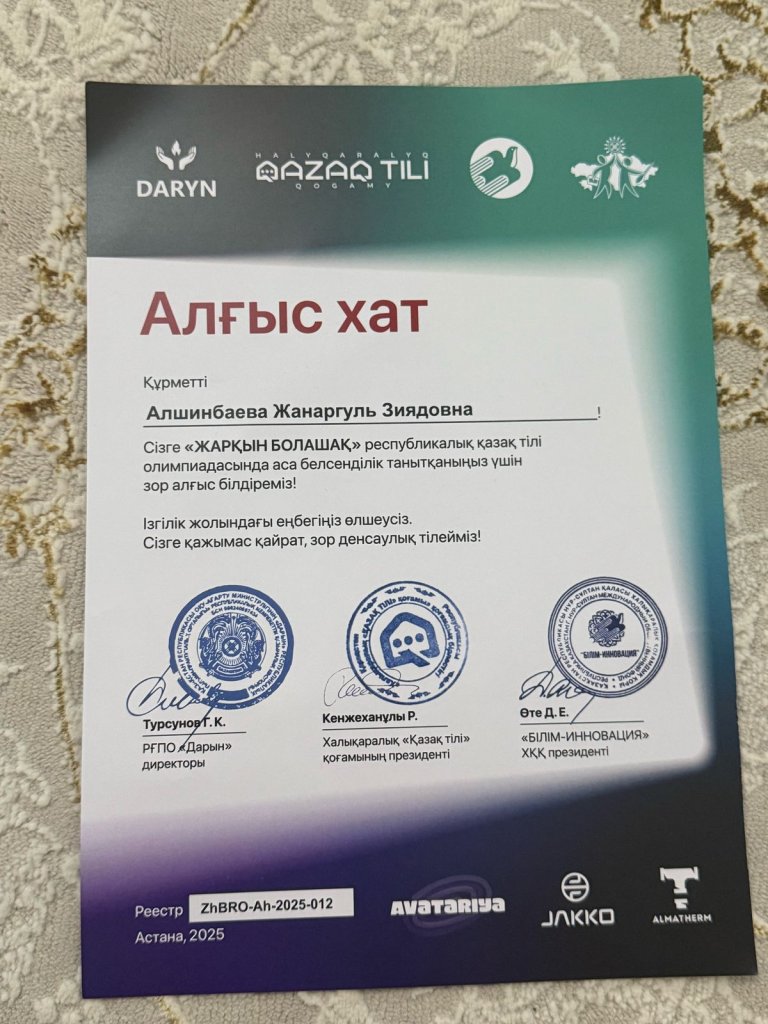 DARYN
HALYQARALYQ
QAZAQ TILI
QOGAMY
Алғыс хат
Құрметті
Алшинбаева Жанаргуль Зиядовна!
Сізге «ЖАРҚЫН БОЛАШАҚ» республикалық қазақ тілі
олимпиадасында аса белсенділік танытқаныңыз үшін
зор алғыс білдіреміз!
Ізгілік жолындағы еңбегіңіз өлшеусіз.
Сізге қажымас қайрат, зор денсаулық тілейміз!
"БІЛІМ-ИННОВАЦИЯ"
Турсунов Г. К.
РҒПО «Дарын»
директоры
Кенжеханұлы Р.
Халықаралық «Қазақ тілі»
қоғамының президенті
Өте Д. Е.
«БІЛІМ-ИННОВАЦИЯ»
ХҚҚ президенті
Реестр ZhBRO-Ah-2025-012
Астана, 2025
AVATARIYA
JAKKO
ALMATHERM